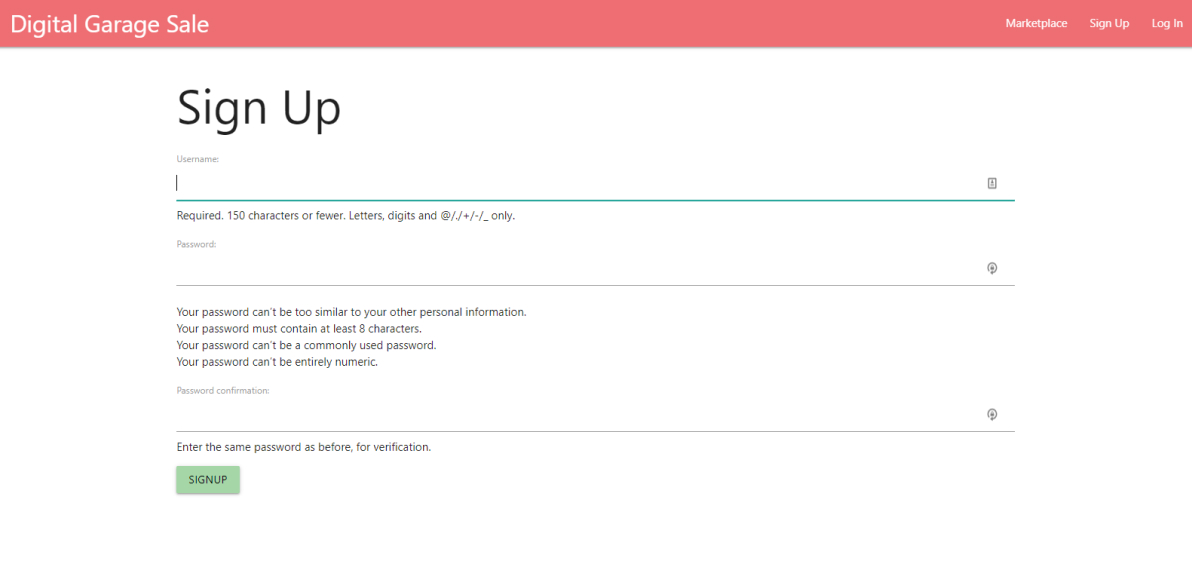 Digital Garage Sale
Marketplace Sign Up Log In
Sign Up
Username:
Required. 150 characters or fewer. Letters, digits and @/./+/-/_ only.
Password:
Your password can't be too similar to your other personal information.
Your password must contain at least 8 characters.
Your password can't be a commonly used password.
Your password can't be entirely numeric.
Password confirmation:
Enter the same password as before, for verification.
SIGNUP